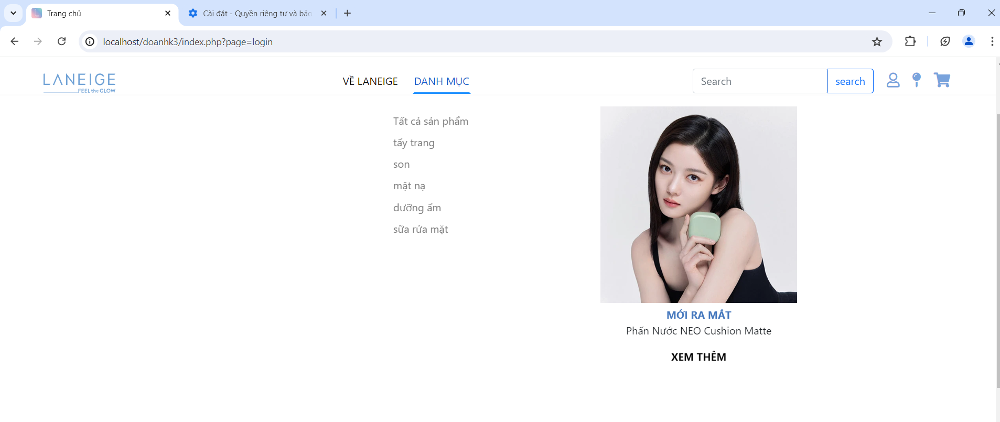 Trang chủ
Cài đặt - Quyền riêng tư và bảo
localhost/doanhk3/index.php?page=login
LANEIGE
FEEL the GLOW
VỀ LANEIGE
DANH MỤC
Search
search
Tất cả sản phẩm
tẩy trang
son
mặt nạ
dưỡng ẩm
sữa rửa mặt
MỚI RA MẮT
Phấn Nước NEO Cushion Matte
XEM THÊM